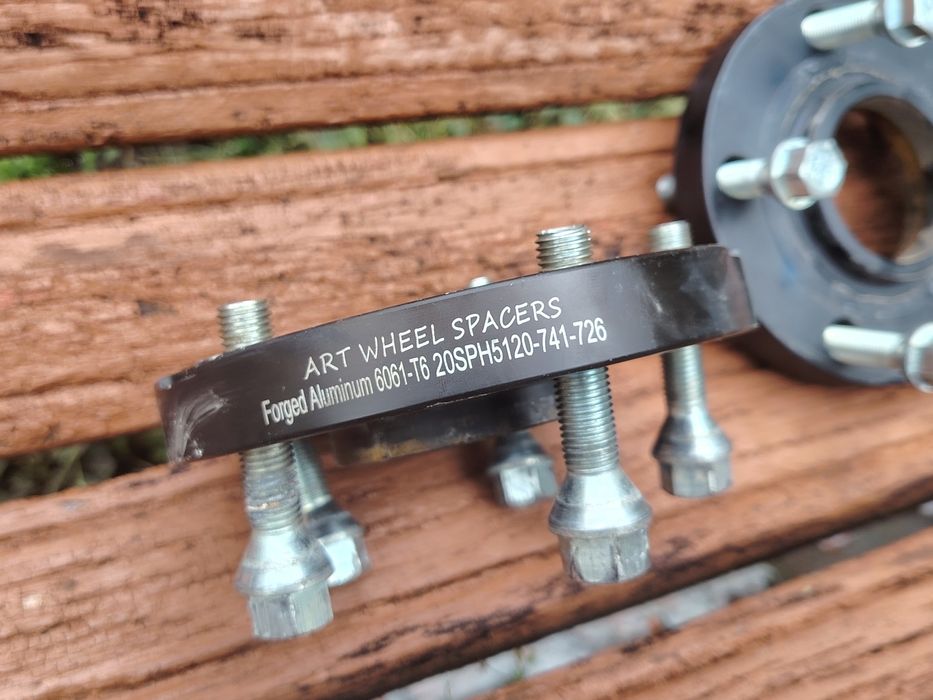 ART WHEEL SPACERS
Forged Aluminum 6061-T6 20SPH5120-741-726